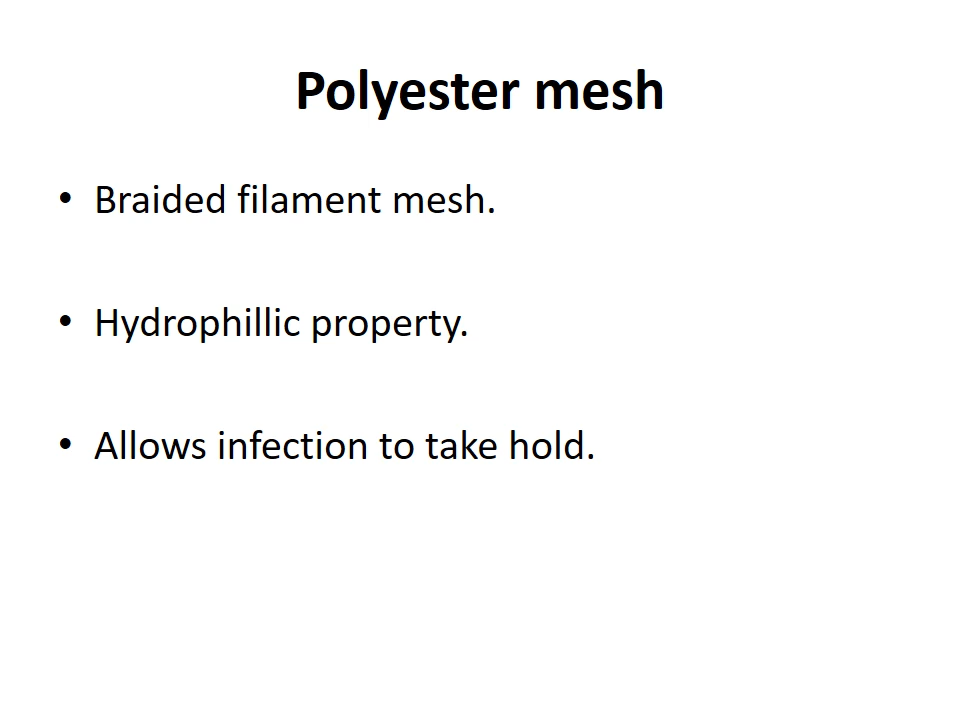 Polyester mesh
• Braided filament mesh.
• Hydrophillic property.
• Allows infection to take hold.